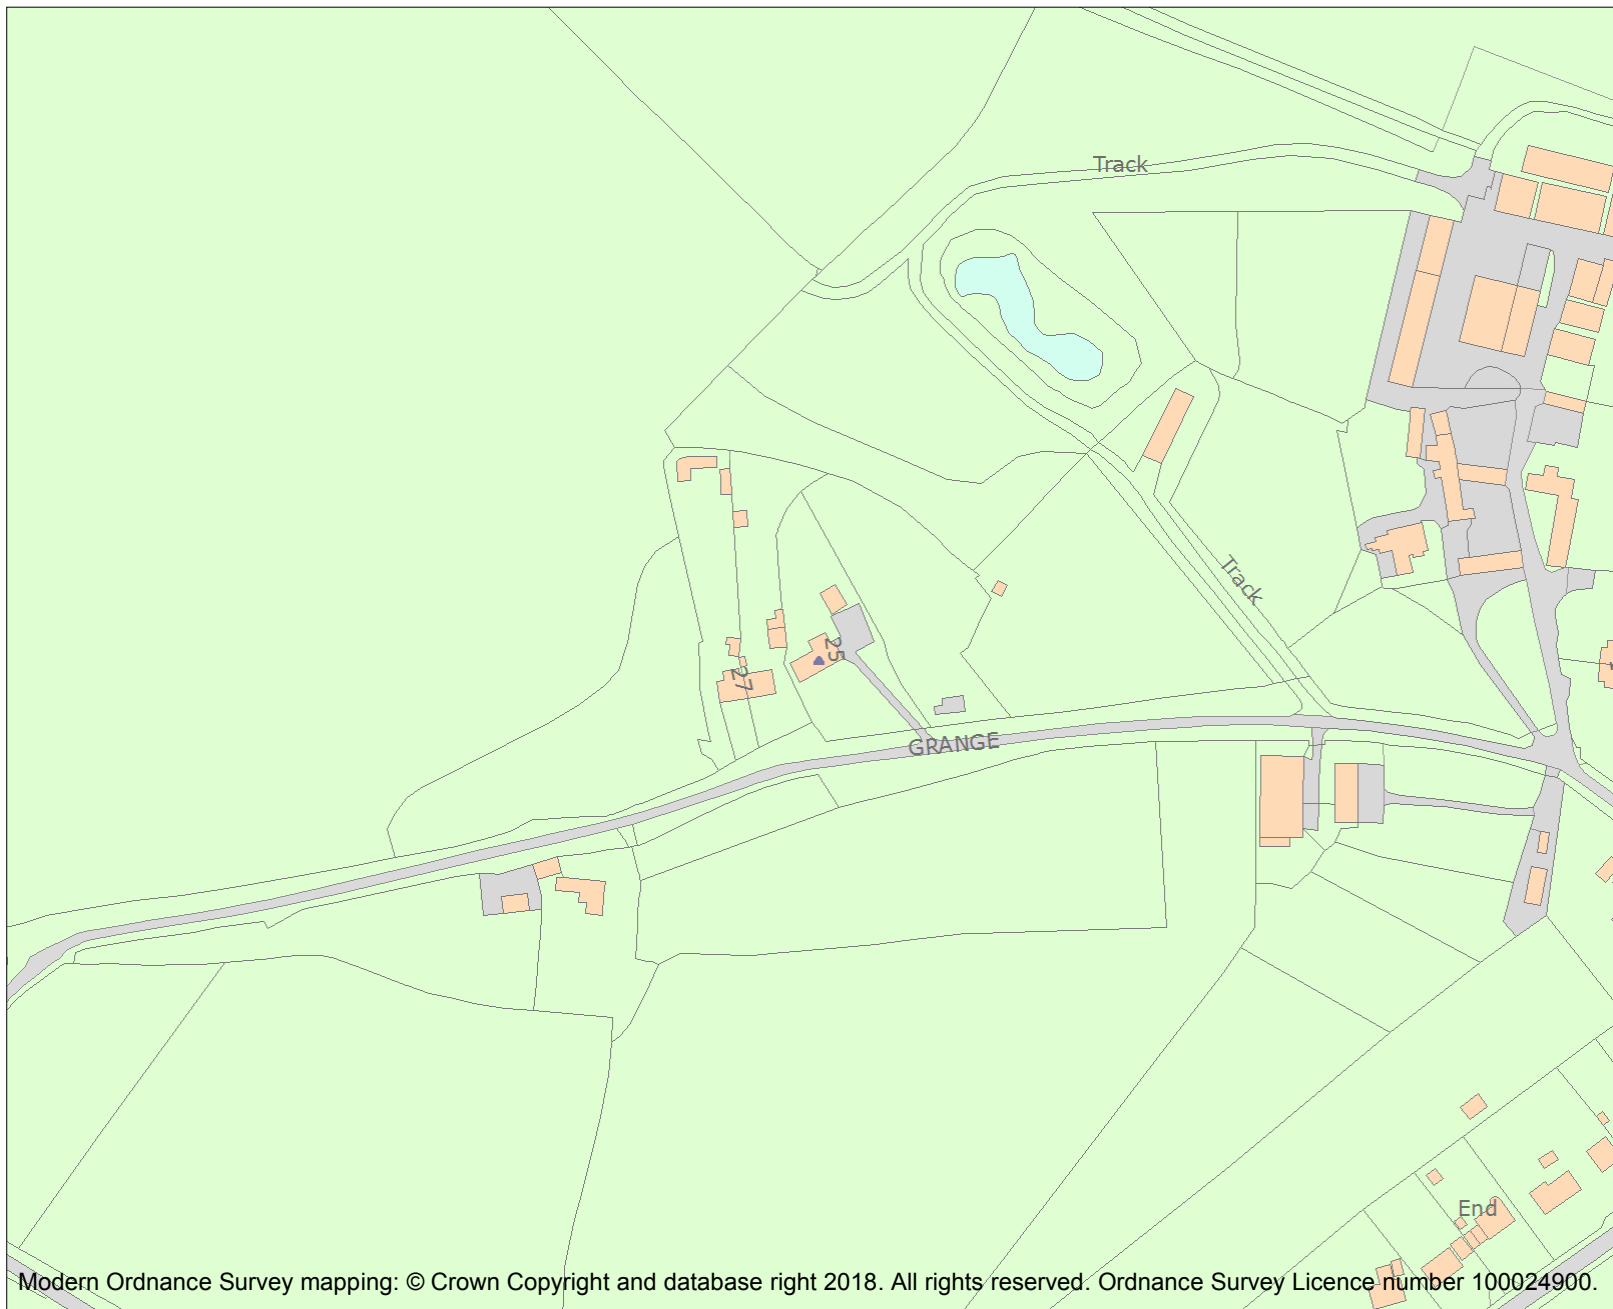 Track
Track
25
27
GRANGE
End
Modern Ordnance Survey mapping: © Crown Copyright and database right 2018. All rights reserved. Ordnance Survey Licence number 100024900.